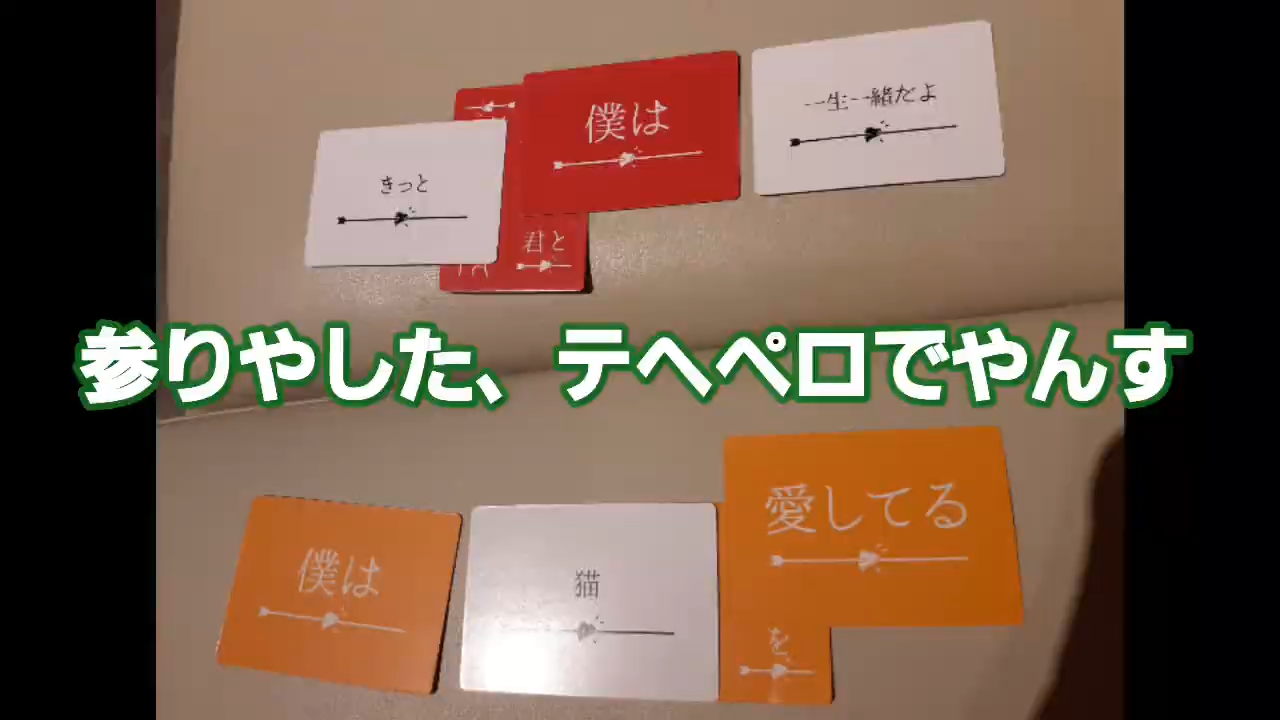 きっと
君と
僕は
一生一緒だよ
参りやした、テヘペロでやんす
僕は
猫
を
愛してる